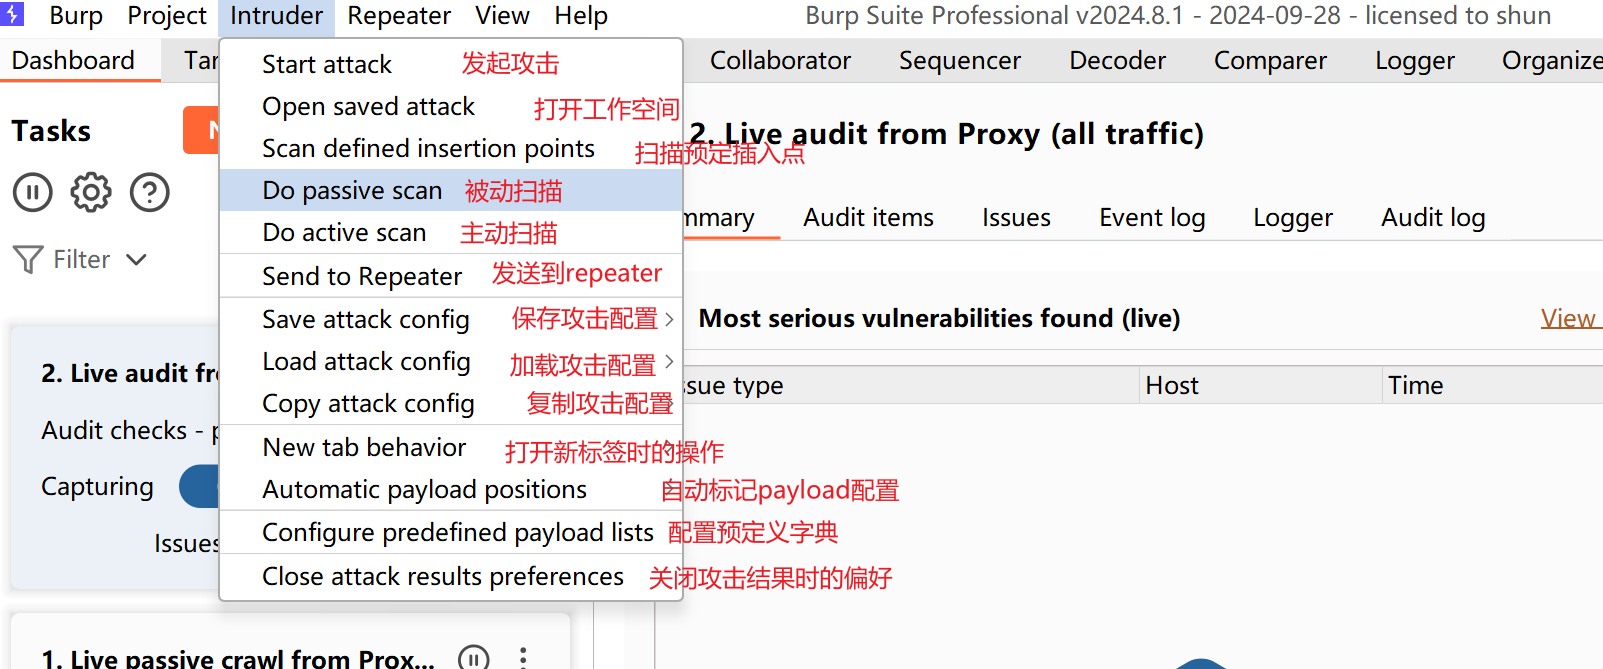 Burp Project Intruder Repeater View Help Burp Suite Professional v2024.8.1 - 2024-09-28 - licensed to shun
Dashboard Tar Collaborator Sequencer Decoder Comparer Logger Organize
Tasks N
Filter
2. Live audit fr
Audit checks - p
Capturing
Issues
1. Live passive crawl from Prox...
Start attack 发起攻击
Open saved attack 打开工作空间
Scan defined insertion points 扫描预定插入点
Do passive scan 被动扫描
Do active scan 主动扫描
Send to Repeater 发送到repeater
Save attack config 保存攻击配置
Load attack config 加载攻击配置
Copy attack config 复制攻击配置
New tab behavior 打开新标签时的操作
Automatic payload positions 自动标记payload配置
Configure predefined payload lists 配置预定义字典
Close attack results preferences 关闭攻击结果时的偏好
2. Live audit from Proxy (all traffic)
mmary Audit items Issues Event log Logger Audit log
Most serious vulnerabilities found (live) View
sue type Host Time